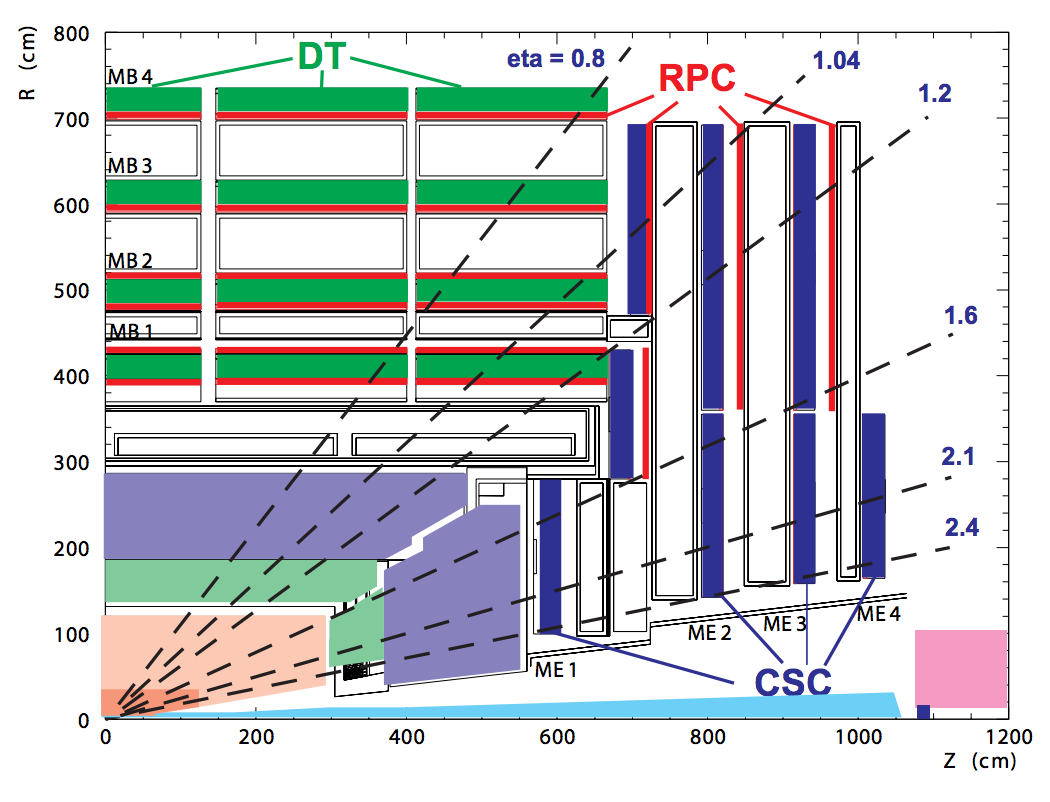 R (cm)
800
700
600
500
400
300
200
100
0
MB 4
DT
eta = 0.8
RPC
1.04
1.2
MB 3
MB 2
MB 1
1.6
2.1
2.4
ME 1
ME 2
ME 3
ME 4
CSC
0
200
400
600
800
1000
1200
Z (cm)